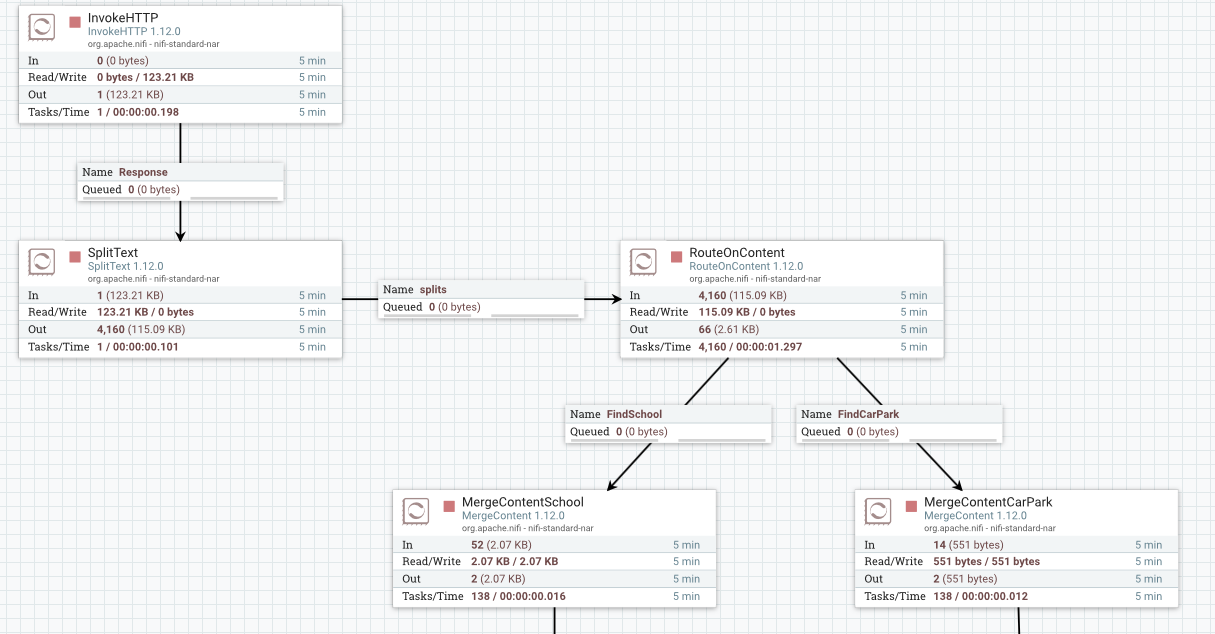 InvokeHTTP
InvokeHTTP 1.12.0
org.apache.nifi - nifi-standard-nar
In 0 (0 bytes) 5 min
Read/Write 0 bytes / 123.21 KB 5 min
Out 1 (123.21 KB) 5 min
Tasks/Time 1 / 00:00:00.198 5 min
Name Response
Queued 0 (0 bytes)
SplitText
SplitText 1.12.0
org.apache.nifi - nifi-standard-nar
In 1 (123.21 KB) 5 min
Read/Write 123.21 KB / 0 bytes 5 min
Out 4,160 (115.09 KB) 5 min
Tasks/Time 1 / 00:00:00.101 5 min
Name splits
Queued 0 (0 bytes)
RouteOnContent
RouteOnContent 1.12.0
org.apache.nifi - nifi-standard-nar
In 4,160 (115.09 KB) 5 min
Read/Write 115.09 KB / 0 bytes 5 min
Out 66 (2.61 KB) 5 min
Tasks/Time 4,160 / 00:00:01.297 5 min
Name FindSchool
Queued 0 (0 bytes)
Name FindCarPark
Queued 0 (0 bytes)
MergeContentSchool
MergeContent 1.12.0
org.apache.nifi - nifi-standard-nar
In 52 (2.07 KB) 5 min
Read/Write 2.07 KB / 2.07 KB 5 min
Out 2 (2.07 KB) 5 min
Tasks/Time 138 / 00:00:00.016 5 min
MergeContentCarPark
MergeContent 1.12.0
org.apache.nifi - nifi-standard-nar
In 14 (551 bytes) 5 min
Read/Write 551 bytes / 551 bytes 5 min
Out 2 (551 bytes) 5 min
Tasks/Time 138 / 00:00:00.012 5 min